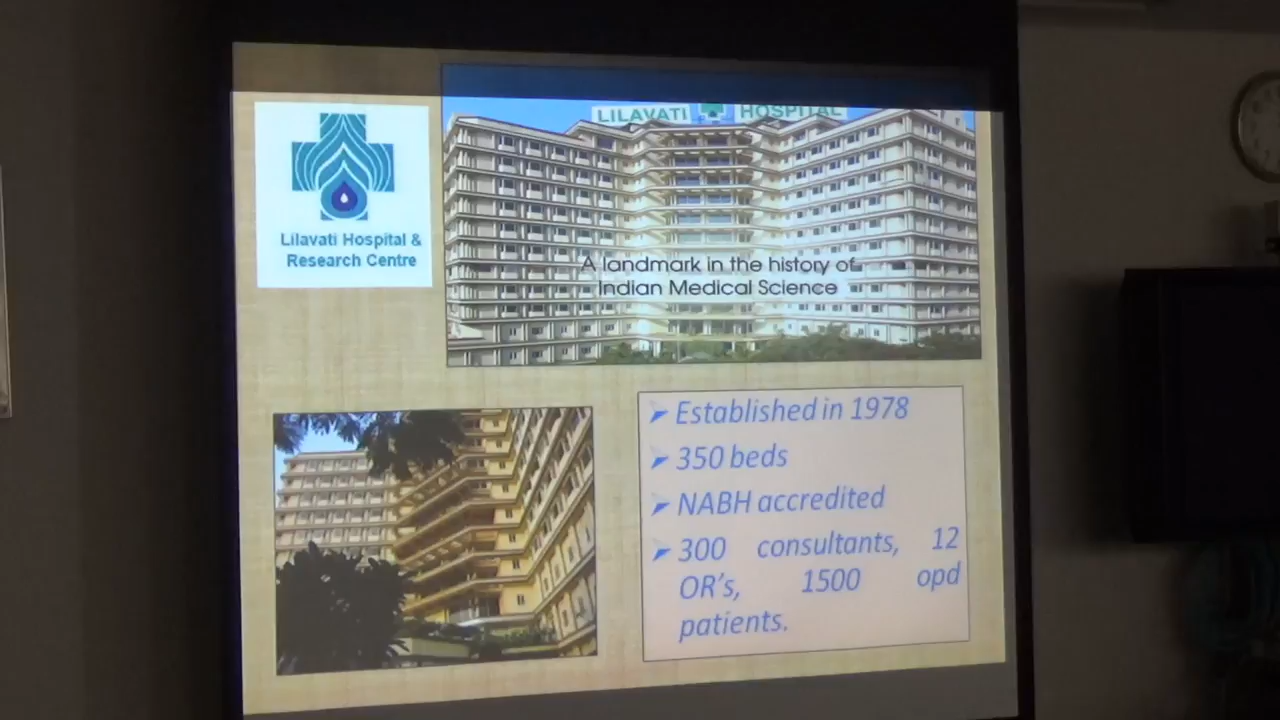 LILAVATI HOSPITAL
Lilavati Hospital &
Research Centre
A landmark in the history of
Indian Medical Science
➢ Established in 1978
➢ 350 beds
➢ NABH accredited
➢ 300 consultants, 12
OR's, 1500 opd
patients.